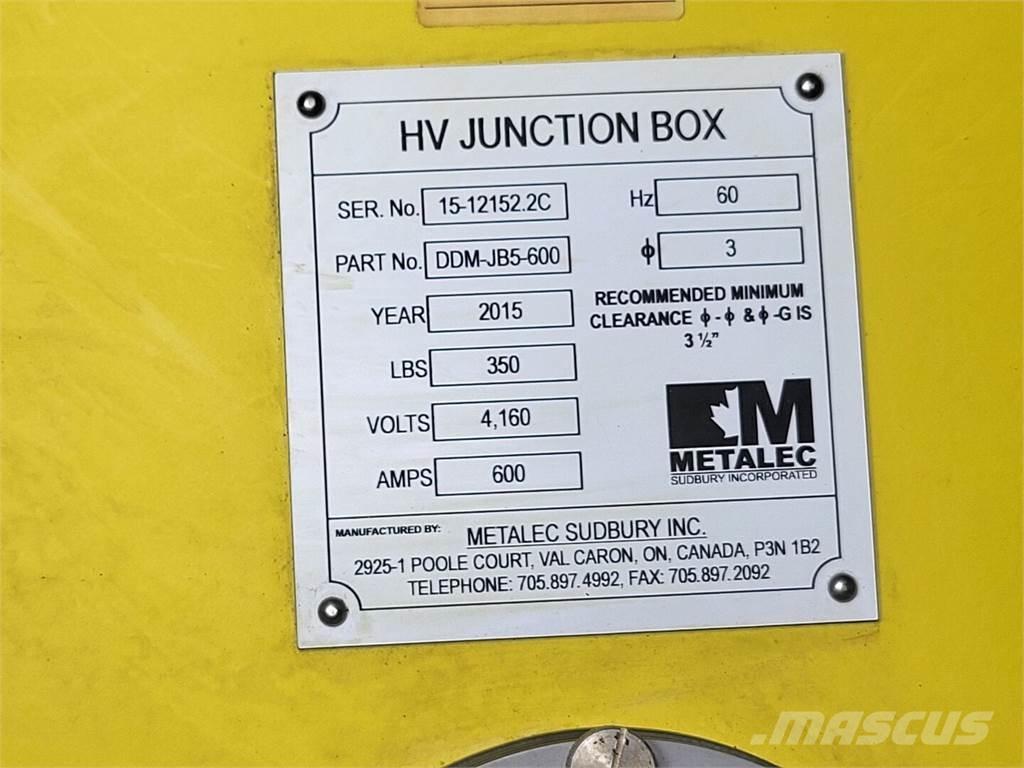 HV JUNCTION BOX
SER. No. 15-12152.2C
PART No. DDM-JB5-600
YEAR 2015
LBS 350
VOLTS 4,160
AMPS 600
Hz 60
ϕ 3
RECOMMENDED MINIMUM
CLEARANCE ϕ-ϕ & ϕ-G IS
3 ½"
M
METALEC
SUDBURY INCORPORATED
MANUFACTURED BY: METALEC SUDBURY INC.
2925-1 POOLE COURT, VAL CARON, ON, CANADA, P3N 1B2
TELEPHONE: 705.897.4992, FAX: 705.897.2092
MASCUS